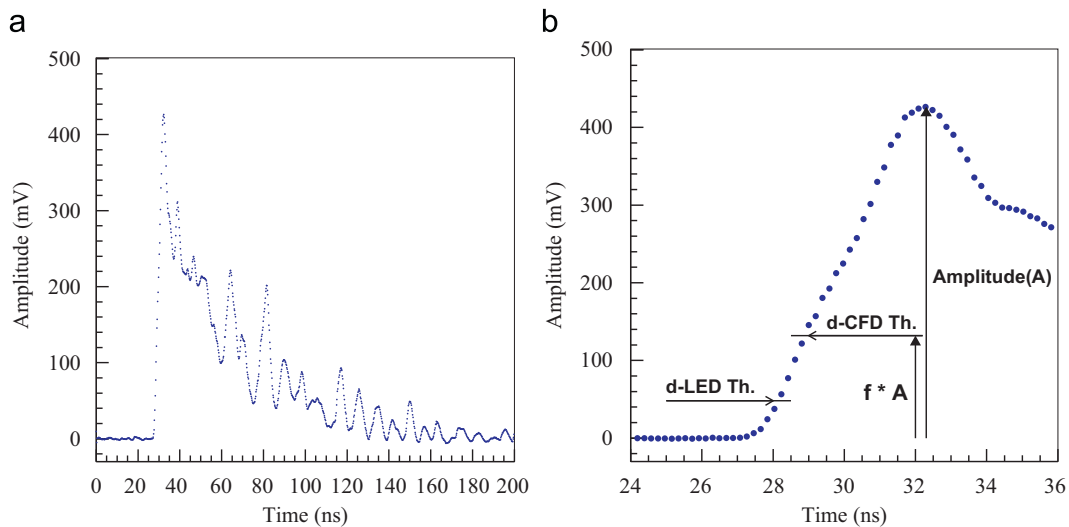 a
500
400
300
200
100
0
Amplitude (mV)
0 20 40 60 80 100 120 140 160 180 200
Time (ns)
b
500
400
300
200
100
0
Amplitude (mV)
Amplitude(A)
d-CFD Th.
d-LED Th.
f * A
24 26 28 30 32 34 36
Time (ns)